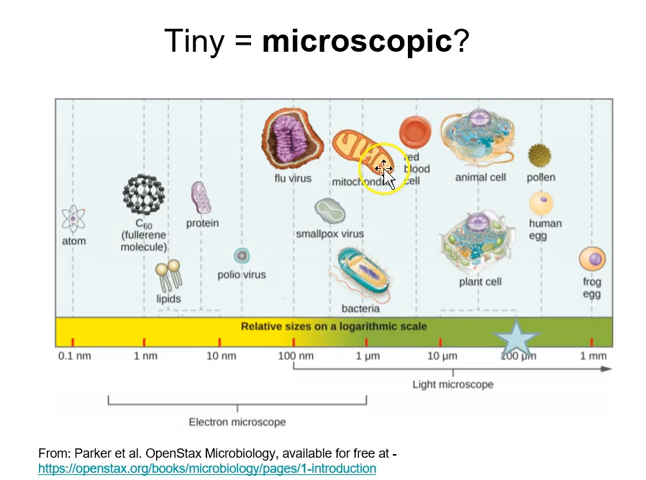 Tiny = microscopic?
flu virus
mitochondria
red
blood
cell
animal cell
pollen
atom
C60
(fullerene
molecule)
protein
smallpox virus
human
egg
lipids
polio virus
bacteria
plant cell
frog
egg
Relative sizes on a logarithmic scale
0.1 nm 1 nm 10 nm 100 nm 1 μm 10 μm 100 μm 1 mm
Light microscope
Electron microscope
From: Parker et al. OpenStax Microbiology, available for free at -
https://openstax.org/books/microbiology/pages/1-introduction